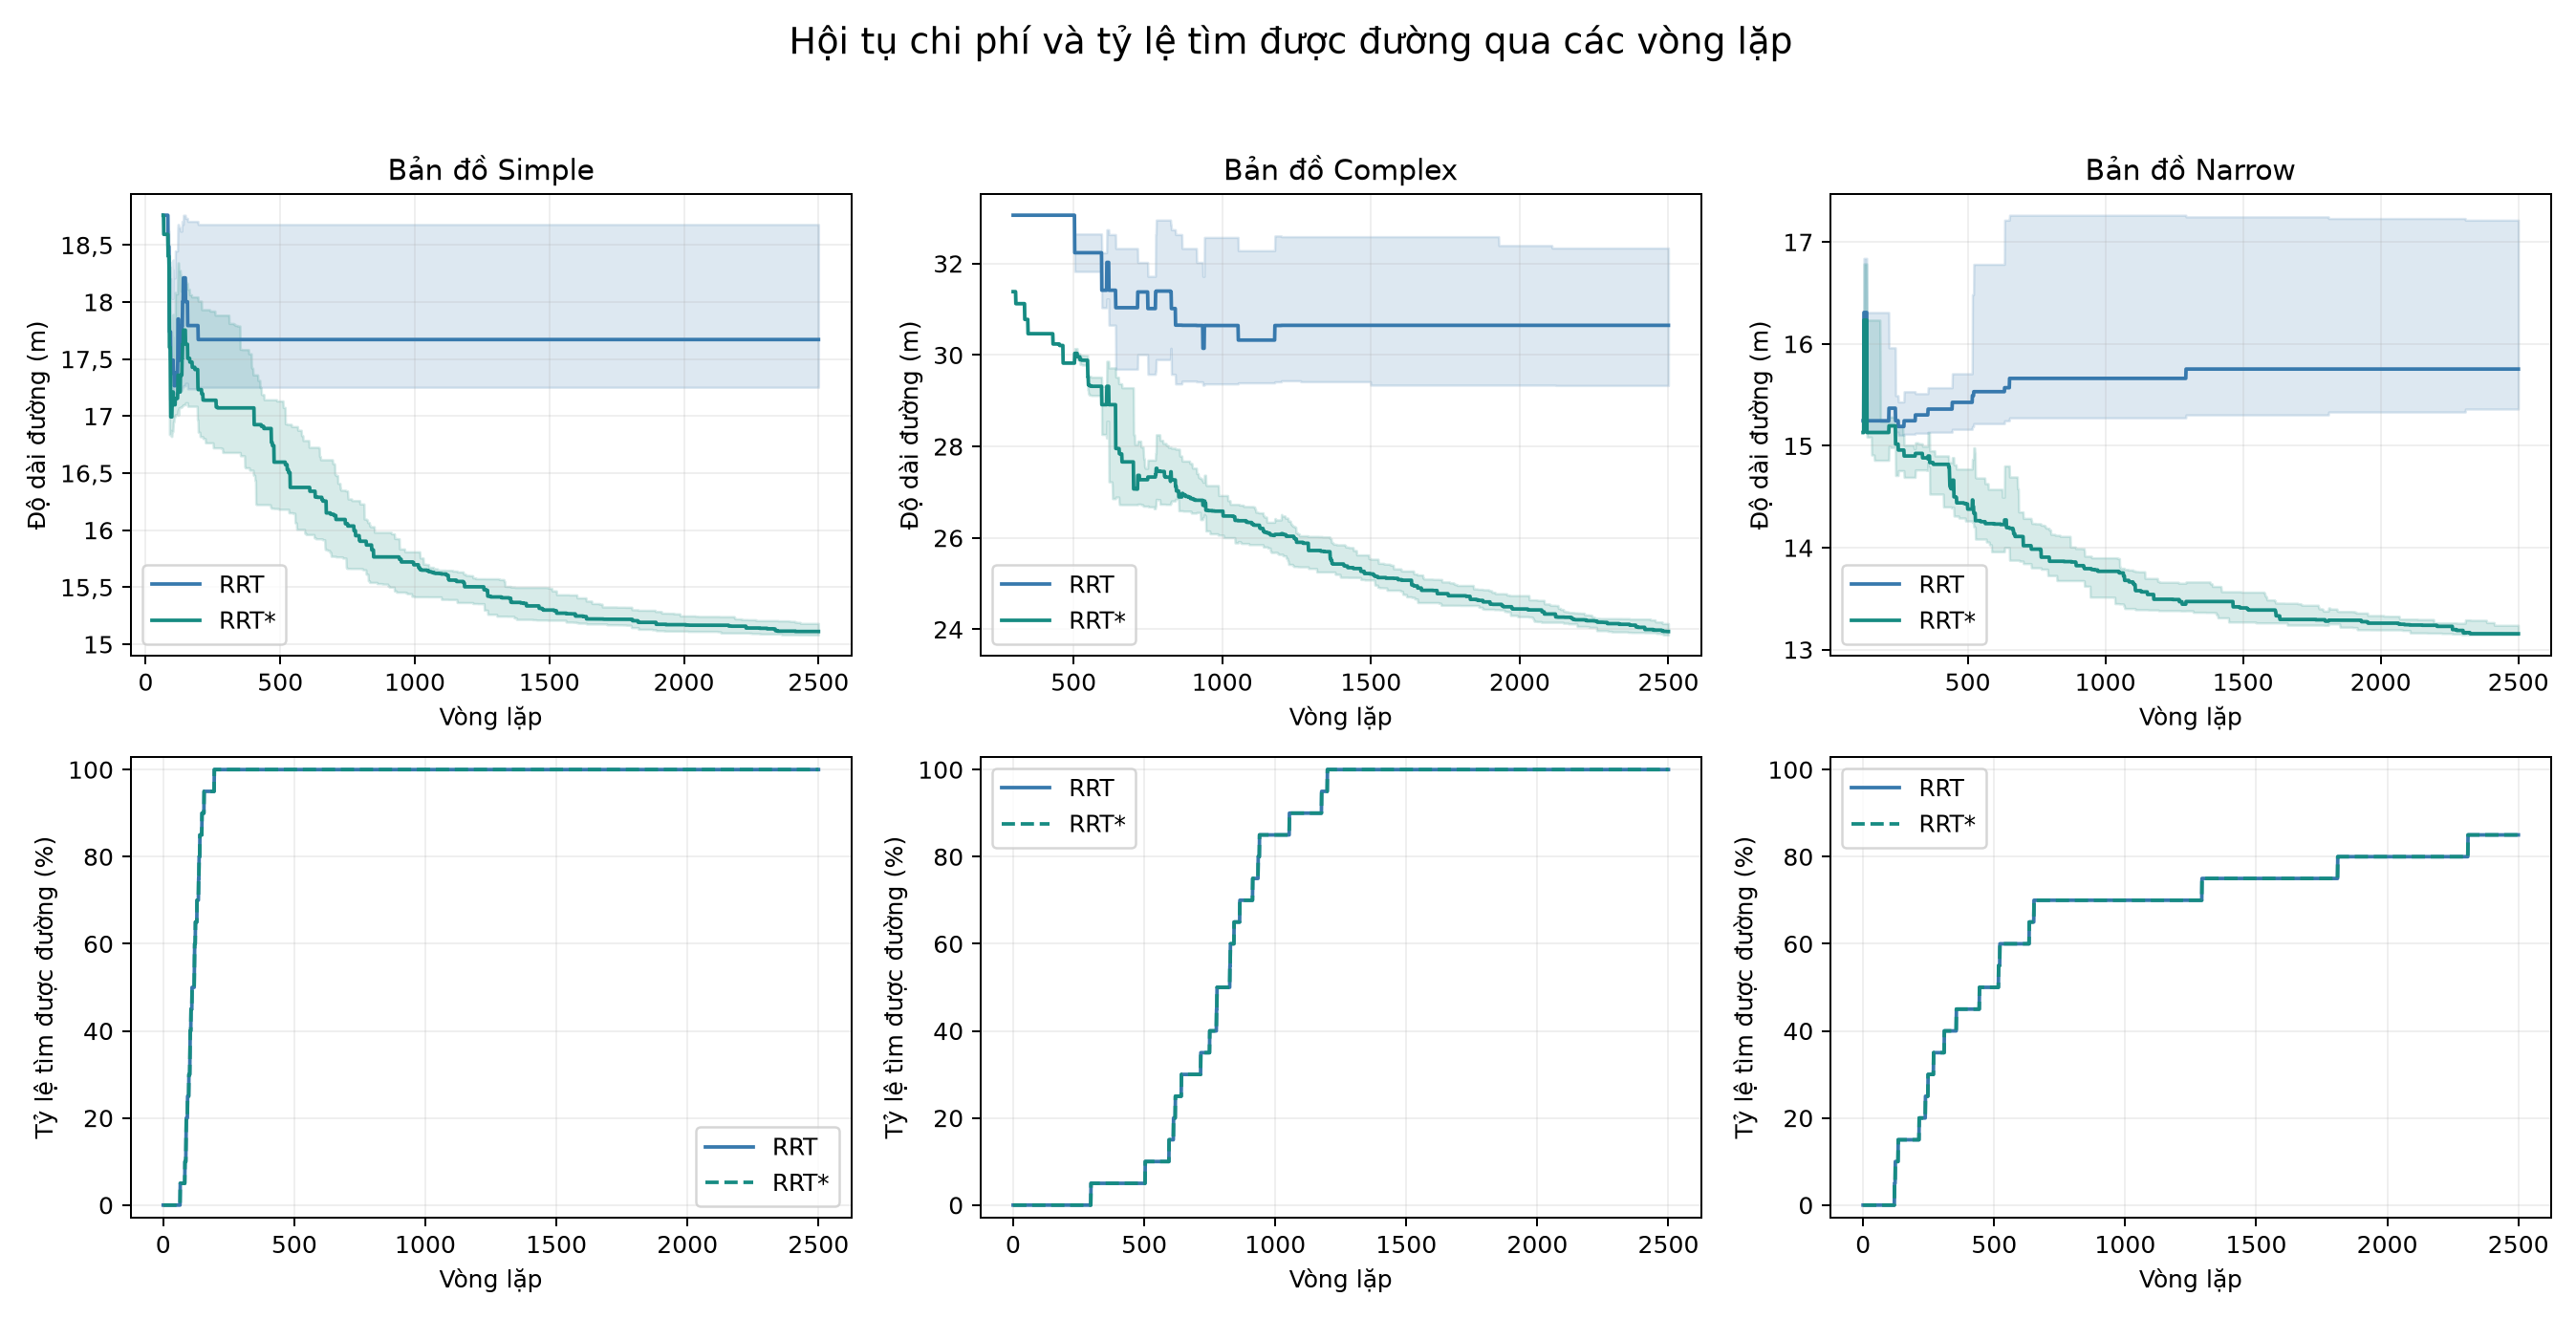 Hội tụ chi phí và tỷ lệ tìm được đường qua các vòng lặp
Bản đồ Simple
Độ dài đường (m)
18,5
18
17,5
17
16,5
16
15,5
15
RRT
RRT*
0 500 1000 1500 2000 2500
Vòng lặp
Bản đồ Complex
Độ dài đường (m)
32
30
28
26
24
RRT
RRT*
500 1000 1500 2000 2500
Vòng lặp
Bản đồ Narrow
Độ dài đường (m)
17
16
15
14
13
RRT
RRT*
500 1000 1500 2000 2500
Vòng lặp
Tỷ lệ tìm được đường (%)
100
80
60
40
20
0
RRT
RRT*
0 500 1000 1500 2000 2500
Vòng lặp
Tỷ lệ tìm được đường (%)
100
80
60
40
20
0
RRT
RRT*
0 500 1000 1500 2000 2500
Vòng lặp
Tỷ lệ tìm được đường (%)
100
80
60
40
20
0
RRT
RRT*
0 500 1000 1500 2000 2500
Vòng lặp